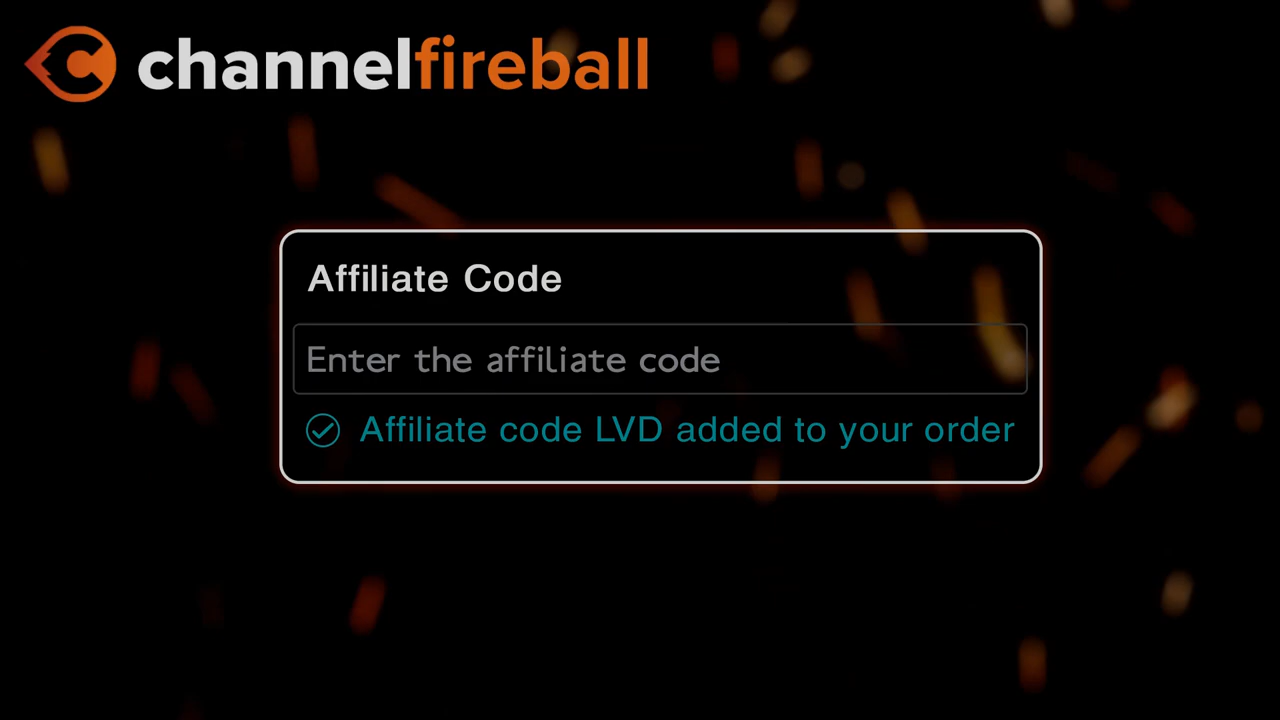 channelfireball
Affiliate Code
Enter the affiliate code
Affiliate code LVD added to your order